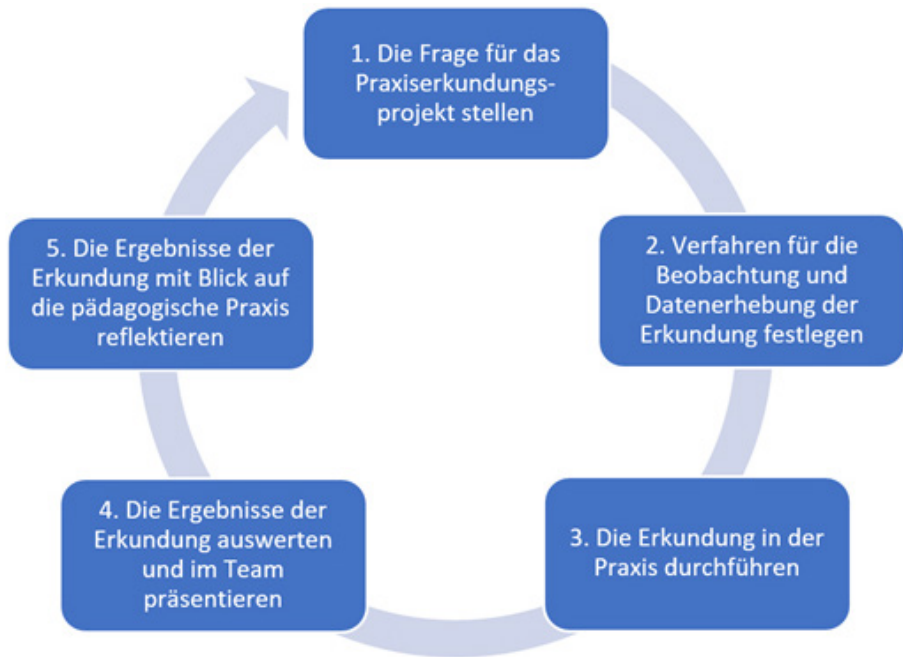 1. Die Frage für das
Praxiserkundungs-
projekt stellen
2. Verfahren für die
Beobachtung und
Datenerhebung der
Erkundung festlegen
3. Die Erkundung in der
Praxis durchführen
4. Die Ergebnisse der
Erkundung auswerten
und im Team
präsentieren
5. Die Ergebnisse der
Erkundung mit Blick auf
die pädagogische Praxis
reflektieren